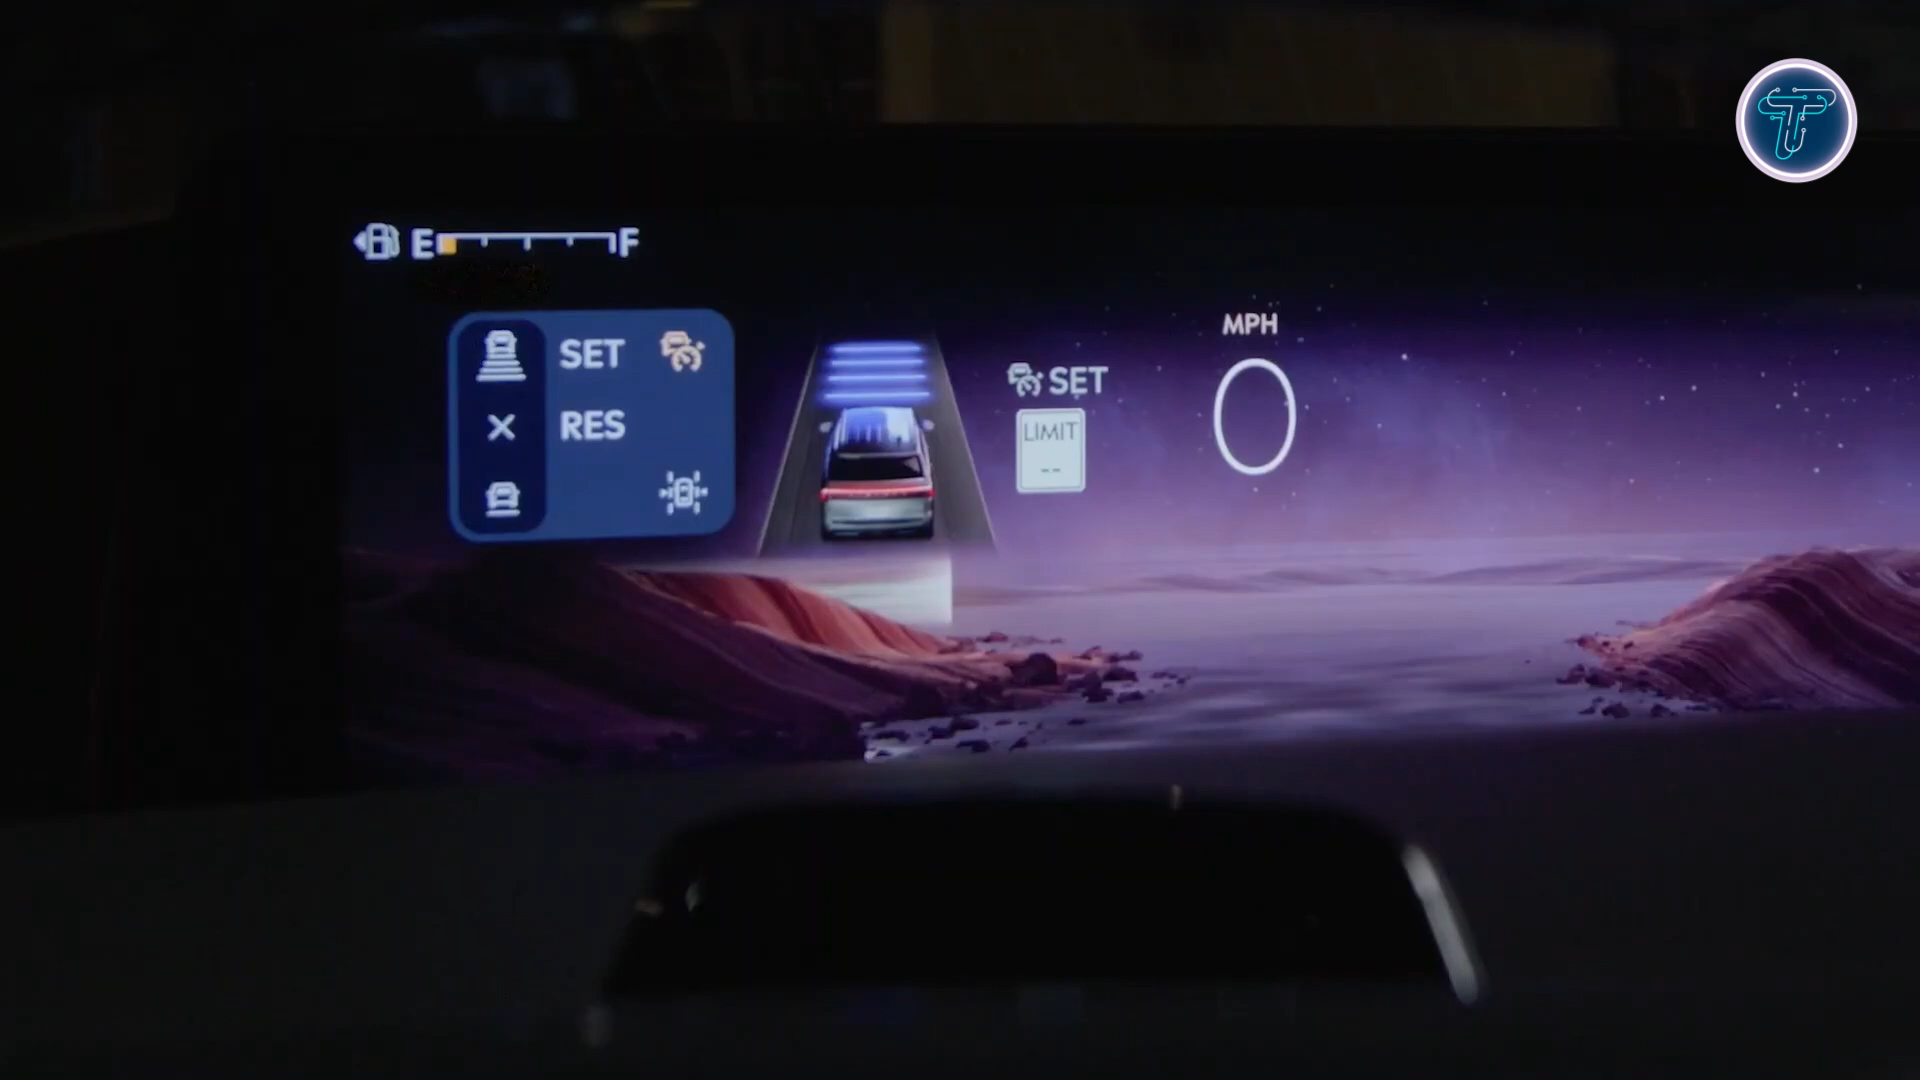 E F
SET
RES
SET
LIMIT
--
MPH
0